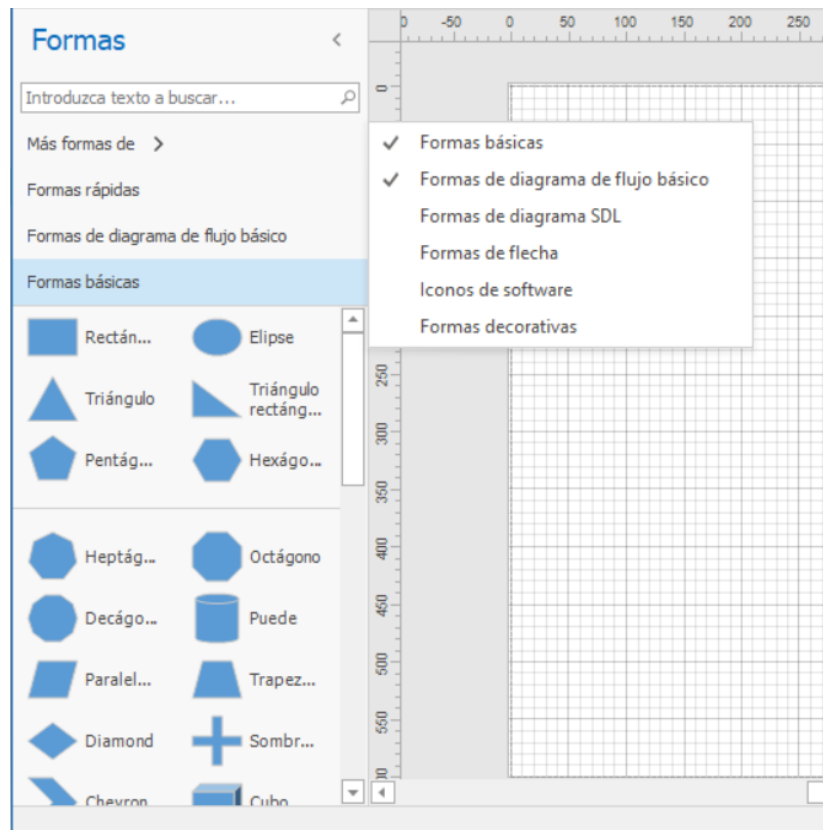 Formas
Introduzca texto a buscar...
Más formas de
Formas rápidas
Formas de diagrama de flujo básico
Formas básicas
Rectán... Elipse
Triángulo Triángulo
rectáng...
Pentág... Hexágo...
Heptág... Octágono
Decágo... Puede
Paralel... Trapez...
Diamond Sombr...
Chevron Cubo
Formas básicas
Formas de diagrama de flujo básico
Formas de diagrama SDL
Formas de flecha
Iconos de software
Formas decorativas
0 -50 0 50 100 150 200 250
0
250
300
350
400
450
500
550